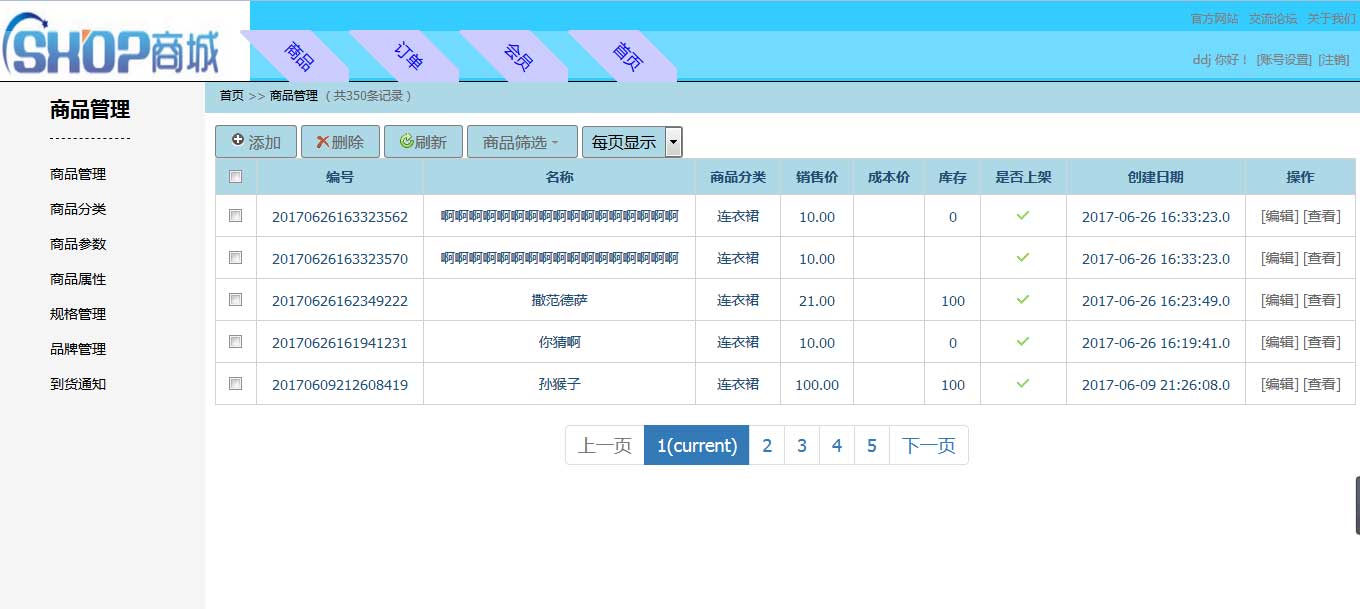 官方网站 交流论坛 关于我们
SHOP商城
商品 订单 会员 首页
ddj 你好！ [账号设置] [注销]
商品管理
商品管理
商品分类
商品参数
商品属性
规格管理
品牌管理
到货通知
首页 >> 商品管理 （共350条记录）
添加 删除 刷新 商品筛选 每页显示
编号 名称 商品分类 销售价 成本价 库存 是否上架 创建日期 操作
20170626163323562 啊啊啊啊啊啊啊啊啊啊啊啊啊啊啊啊啊 连衣裙 10.00 0 2017-06-26 16:33:23.0 [编辑] [查看]
20170626163323570 啊啊啊啊啊啊啊啊啊啊啊啊啊啊啊啊啊 连衣裙 10.00 2017-06-26 16:33:23.0 [编辑] [查看]
20170626162349222 撒范德萨 连衣裙 21.00 100 2017-06-26 16:23:49.0 [编辑] [查看]
20170626161941231 你猜啊 连衣裙 10.00 0 2017-06-26 16:19:41.0 [编辑] [查看]
20170609212608419 孙猴子 连衣裙 100.00 100 2017-06-09 21:26:08.0 [编辑] [查看]
上一页 1(current) 2 3 4 5 下一页